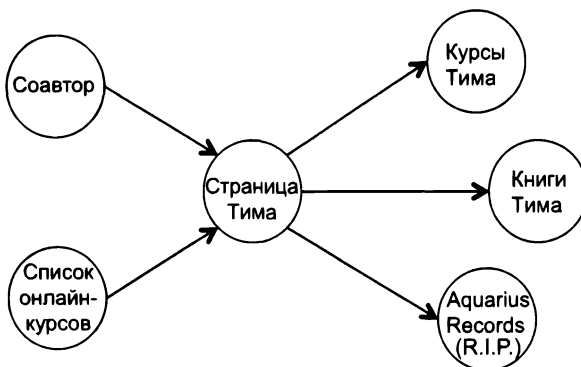 Соавтор
Список
онлайн-
курсов
Страница
Тима
Курсы
Тима
Книги
Тима
Aquarius
Records
(R.I.P.)